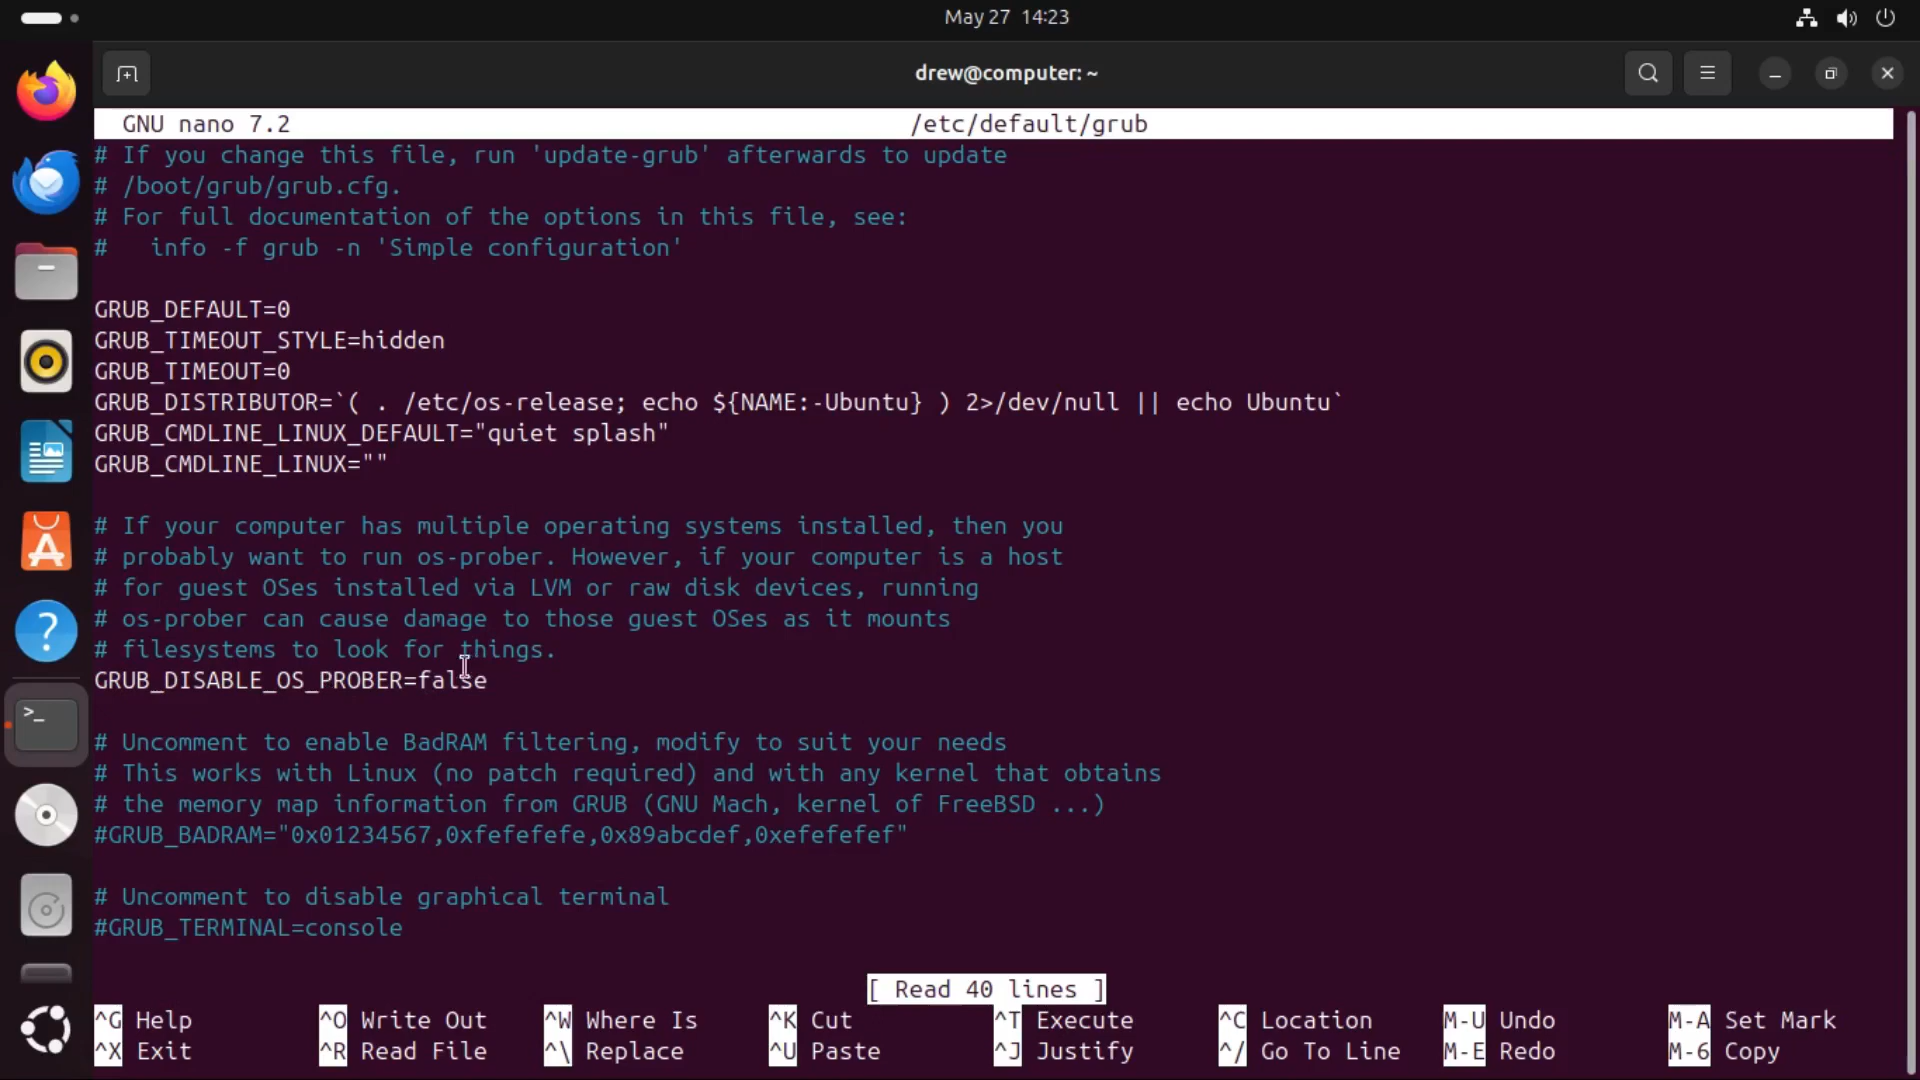 May 27 14:23
drew@computer: ~
GNU nano 7.2 /etc/default/grub
# If you change this file, run 'update-grub' afterwards to update
# /boot/grub/grub.cfg.
# For full documentation of the options in this file, see:
#   info -f grub -n 'Simple configuration'

GRUB_DEFAULT=0
GRUB_TIMEOUT_STYLE=hidden
GRUB_TIMEOUT=0
GRUB_DISTRIBUTOR=`( . /etc/os-release; echo ${NAME:-Ubuntu} ) 2>/dev/null || echo Ubuntu`
GRUB_CMDLINE_LINUX_DEFAULT="quiet splash"
GRUB_CMDLINE_LINUX=""

# If your computer has multiple operating systems installed, then you
# probably want to run os-prober. However, if your computer is a host
# for guest OSes installed via LVM or raw disk devices, running
# os-prober can cause damage to those guest OSes as it mounts
# filesystems to look for things.
GRUB_DISABLE_OS_PROBER=false

# Uncomment to enable BadRAM filtering, modify to suit your needs
# This works with Linux (no patch required) and with any kernel that obtains
# the memory map information from GRUB (GNU Mach, kernel of FreeBSD ...)
#GRUB_BADRAM="0x01234567,0xfefefefe,0x89abcdef,0xefefefef"

# Uncomment to disable graphical terminal
#GRUB_TERMINAL=console

[ Read 40 lines ]
^G Help ^O Write Out ^W Where Is ^K Cut ^T Execute ^C Location M-U Undo M-A Set Mark
^X Exit ^R Read File ^\ Replace ^U Paste ^J Justify ^/ Go To Line M-E Redo M-6 Copy